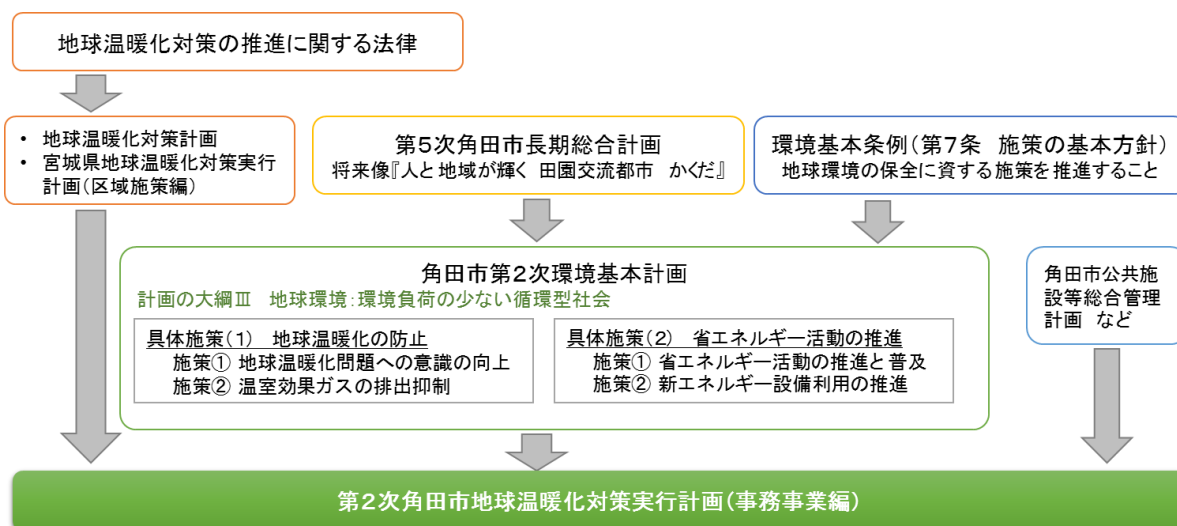 地球温暖化対策の推進に関する法律
• 地球温暖化対策計画
• 宮城県地球温暖化対策実行
計画(区域施策編)
第5次角田市長期総合計画
将来像『人と地域が輝く 田園交流都市 かくだ』
環境基本条例(第7条 施策の基本方針)
地球環境の保全に資する施策を推進すること
角田市第2次環境基本計画
計画の大綱Ⅲ 地球環境:環境負荷の少ない循環型社会
具体施策(1) 地球温暖化の防止
施策① 地球温暖化問題への意識の向上
施策② 温室効果ガスの排出抑制
具体施策(2) 省エネルギー活動の推進
施策① 省エネルギー活動の推進と普及
施策② 新エネルギー設備利用の推進
角田市公共施
設等総合管理
計画 など
第2次角田市地球温暖化対策実行計画(事務事業編)